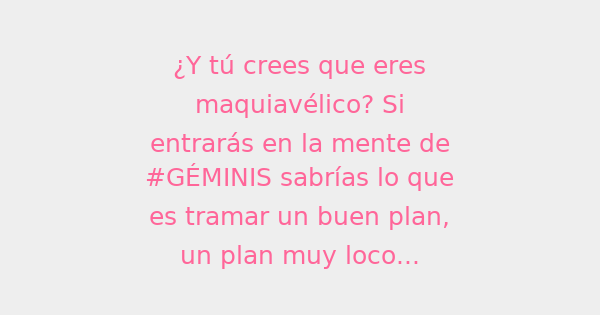 ¿Y tú crees que eres
maquiavélico? Si
entrarás en la mente de
#GÉMINIS sabrías lo que
es tramar un buen plan,
un plan muy loco...